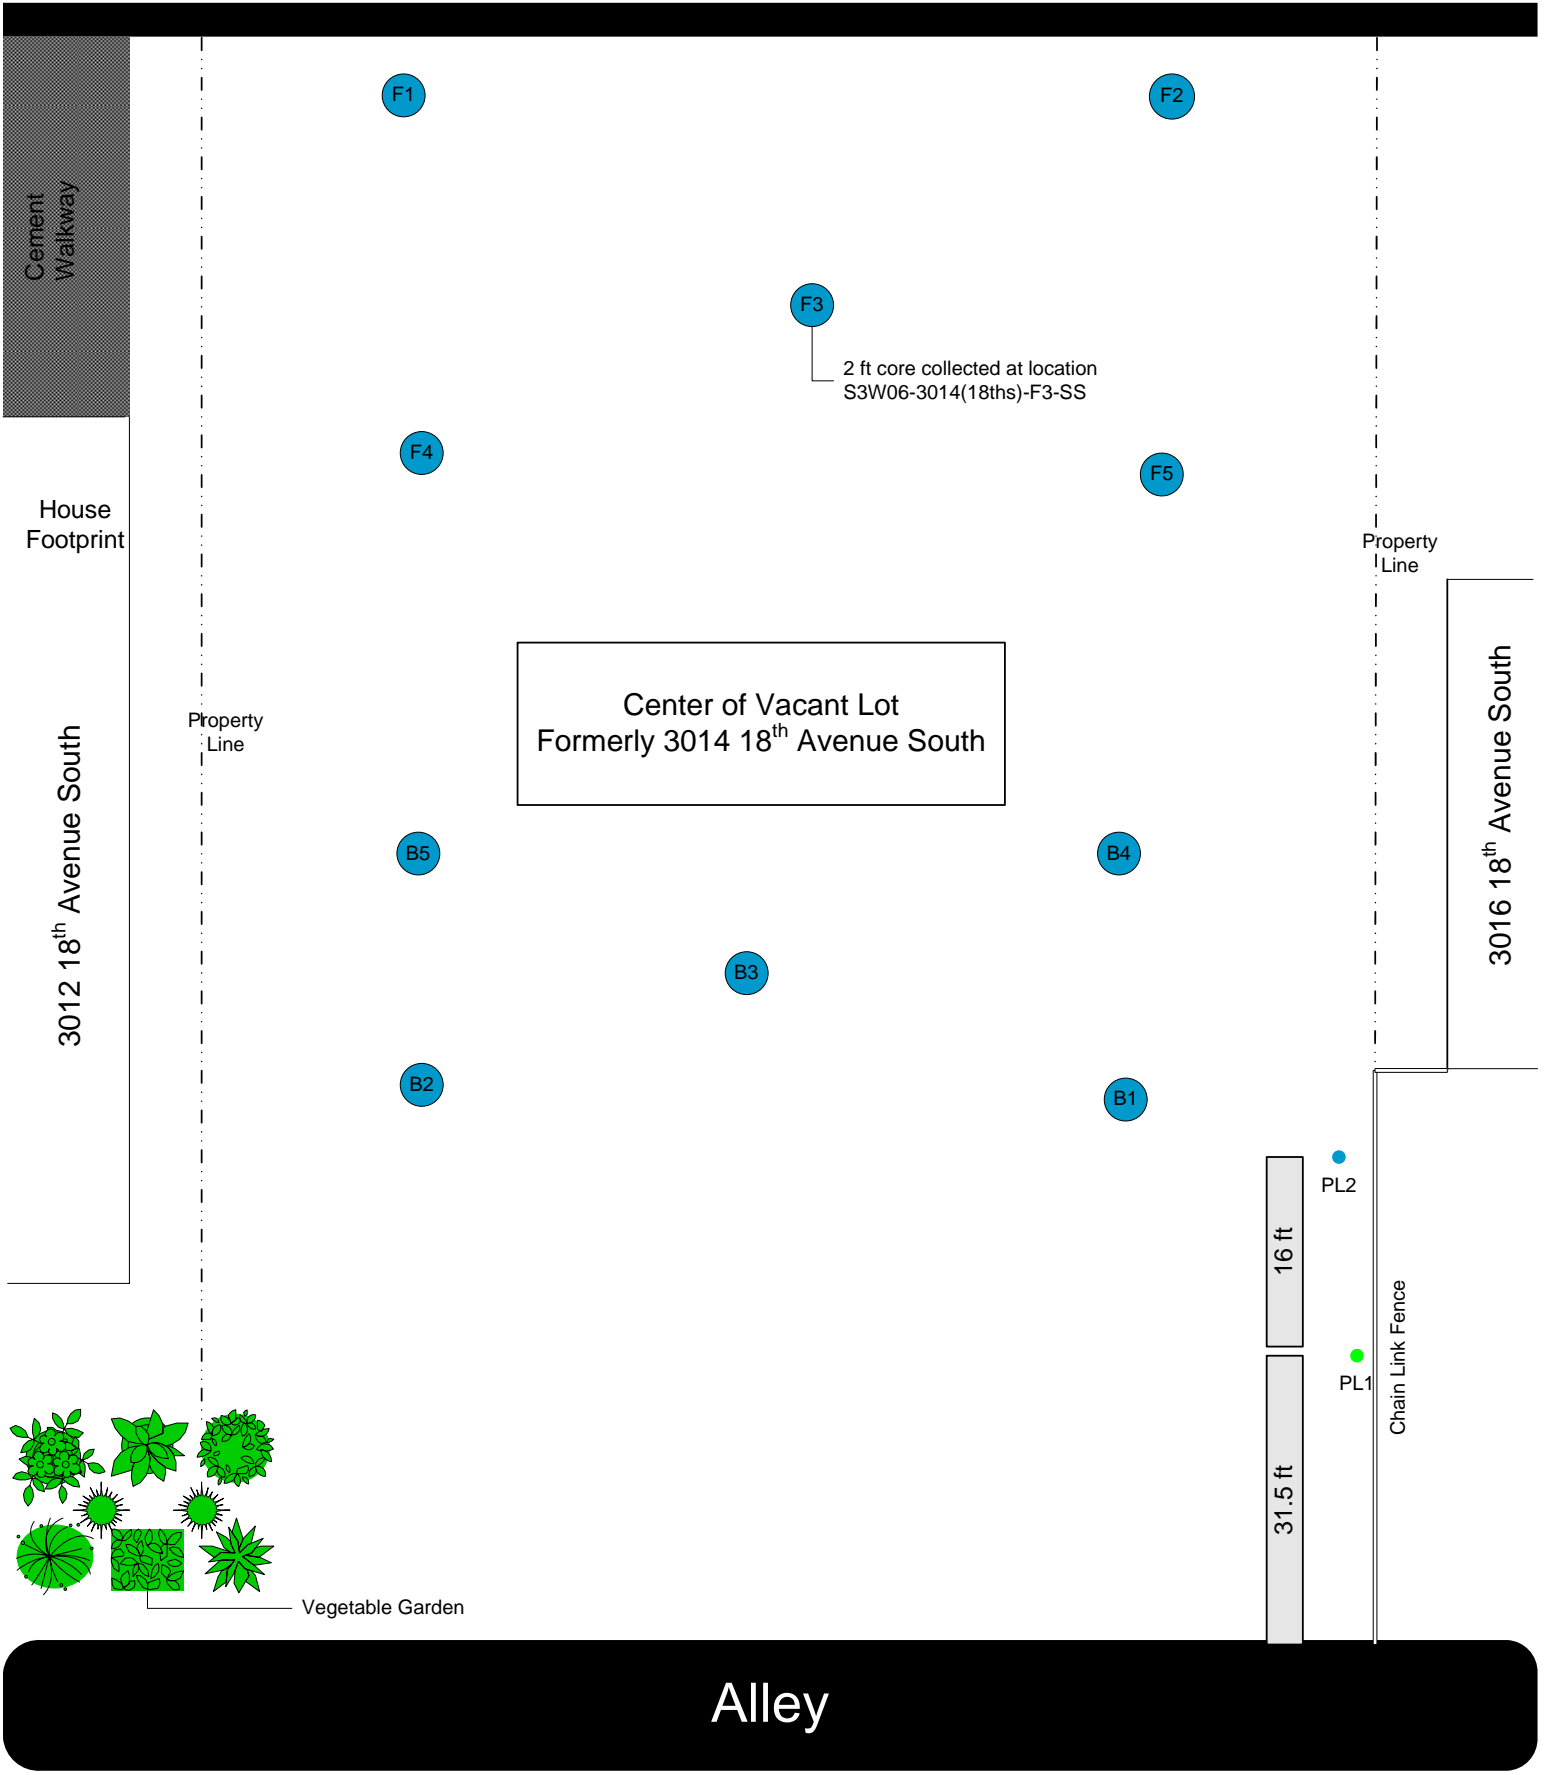 F1
F2
Cement
Walkway
F3
2 ft core collected at location
S3W06-3014(18ths)-F3-SS
F4
F5
House
Footprint
Property
Line
Center of Vacant Lot
Formerly 3014 18th Avenue South
Property
Line
3012 18th Avenue South
3016 18th Avenue South
B5
B4
B3
B2
B1
PL2
16 ft
PL1
Chain Link Fence
31.5 ft
Vegetable Garden
Alley